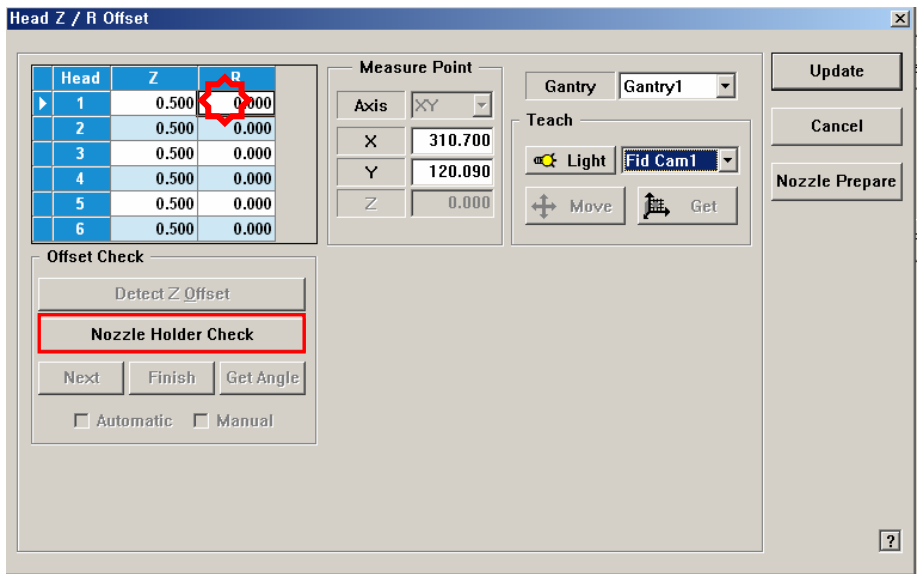 Head Z / R Offset
Head Z R
1 0.500 0.000
2 0.500 0.000
3 0.500 0.000
4 0.500 0.000
5 0.500 0.000
6 0.500 0.000
Measure Point
Axis XY
X 310.700
Y 120.090
Z 0.000
Gantry Gantry1
Teach
Light Fid Cam1
Move Get
Update
Cancel
Nozzle Prepare
Offset Check
Detect Z Offset
Nozzle Holder Check
Next Finish Get Angle
Automatic Manual
?